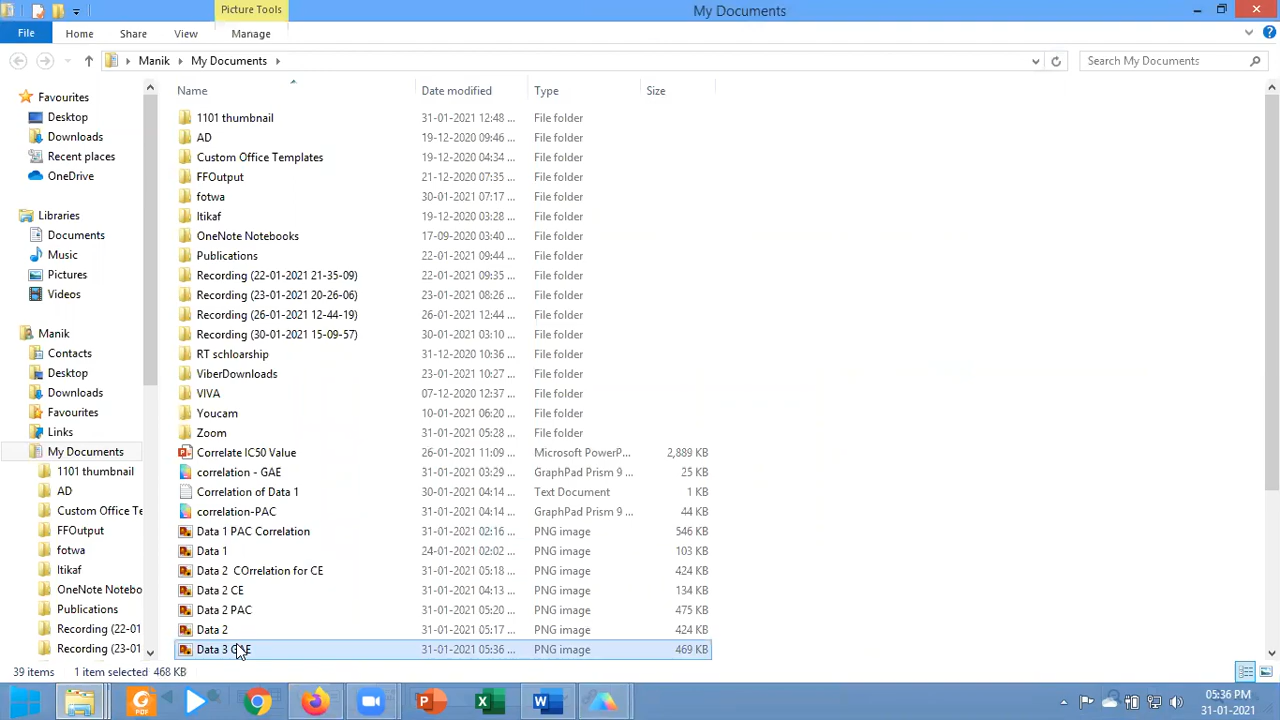 Picture Tools
My Documents
File Home Share View Manage
Manik My Documents
Search My Documents
Name Date modified Type Size
Favourites
Desktop
Downloads
Recent places
OneDrive
Libraries
Documents
Music
Pictures
Videos
Manik
Contacts
Desktop
Downloads
Favourites
Links
My Documents
1101 thumbnail
AD
Custom Office Te
FFOutput
fotwa
Itikaf
OneNote Notebo
Publications
Recording (22-01
Recording (23-01
1101 thumbnail 31-01-2021 12:48 ... File folder
AD 19-12-2020 09:46 ... File folder
Custom Office Templates 19-12-2020 04:34 ... File folder
FFOutput 21-12-2020 07:35 ... File folder
fotwa 30-01-2021 07:17 ... File folder
Itikaf 19-12-2020 03:28 ... File folder
OneNote Notebooks 17-09-2020 03:40 ... File folder
Publications 22-01-2021 09:44 ... File folder
Recording (22-01-2021 21-35-09) 22-01-2021 09:35 ... File folder
Recording (23-01-2021 20-26-06) 23-01-2021 08:26 ... File folder
Recording (26-01-2021 12-44-19) 26-01-2021 12:44 ... File folder
Recording (30-01-2021 15-09-57) 30-01-2021 03:10 ... File folder
RT schloarship 31-12-2020 10:36 ... File folder
ViberDownloads 23-01-2021 10:27 ... File folder
VIVA 07-12-2020 12:37 ... File folder
Youcam 10-01-2021 06:20 ... File folder
Zoom 31-01-2021 05:28 ... File folder
Correlate IC50 Value 26-01-2021 11:09 ... Microsoft PowerP... 2,889 KB
correlation - GAE 31-01-2021 03:29 ... GraphPad Prism 9 ... 25 KB
Correlation of Data 1 30-01-2021 04:14 ... Text Document 1 KB
correlation-PAC 31-01-2021 04:14 ... GraphPad Prism 9 ... 44 KB
Data 1 PAC Correlation 31-01-2021 02:16 ... PNG image 546 KB
Data 1 24-01-2021 02:02 ... PNG image 103 KB
Data 2 COrrelation for CE 31-01-2021 05:18 ... PNG image 424 KB
Data 2 CE 31-01-2021 04:13 ... PNG image 134 KB
Data 2 PAC 31-01-2021 05:20 ... PNG image 475 KB
Data 2 31-01-2021 05:17 ... PNG image 424 KB
Data 3 GAE 31-01-2021 05:36 ... PNG image 469 KB
39 items 1 item selected 468 KB
05:36 PM
31-01-2021